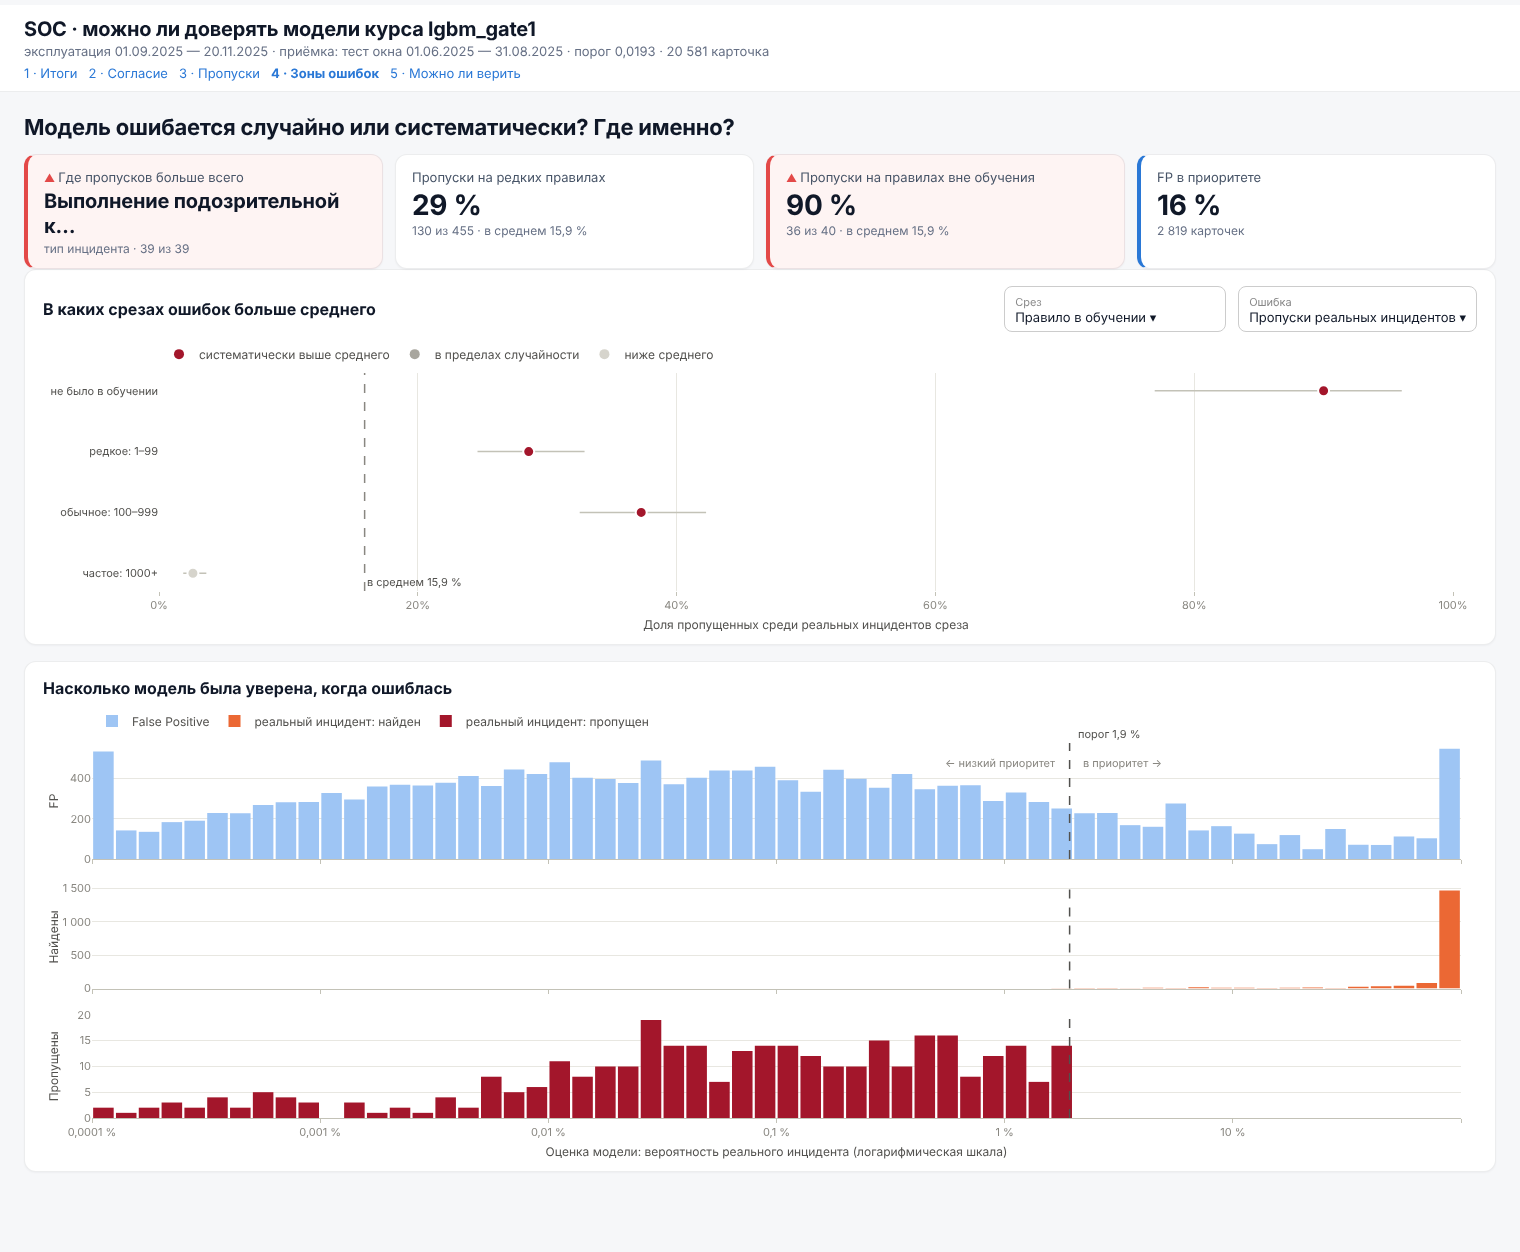 SOC · можно ли доверять модели курса lgbm_gate1
эксплуатация 01.09.2025 — 20.11.2025 · приёмка: тест окна 01.06.2025 — 31.08.2025 · порог 0,0193 · 20 581 карточка
1 · Итоги 2 · Согласие 3 · Пропуски 4 · Зоны ошибок 5 · Можно ли верить
Модель ошибается случайно или систематически? Где именно?
▲ Где пропусков больше всего
Выполнение подозрительной
к...
тип инцидента · 39 из 39
Пропуски на редких правилах
29 %
130 из 455 · в среднем 15,9 %
▲ Пропуски на правилах вне обучения
90 %
36 из 40 · в среднем 15,9 %
FP в приоритете
16 %
2 819 карточек
В каких срезах ошибок больше среднего
Срез
Правило в обучении ▾
Ошибка
Пропуски реальных инцидентов ▾
систематически выше среднего в пределах случайности ниже среднего
не было в обучении
редкое: 1–99
обычное: 100–999
частое: 1000+
в среднем 15,9 %
0% 20% 40% 60% 80% 100%
Доля пропущенных среди реальных инцидентов среза
Насколько модель была уверена, когда ошиблась
False Positive реальный инцидент: найден реальный инцидент: пропущен
порог 1,9 %
← низкий приоритет в приоритет →
FP
400
200
0
Найдены
1 500
1 000
500
0
Пропущены
20
15
10
5
0
0,0001 % 0,001 % 0,01 % 0,1 % 1 % 10 %
Оценка модели: вероятность реального инцидента (логарифмическая шкала)